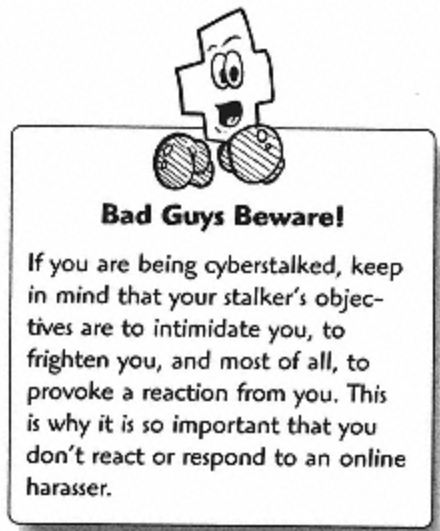 Bad Guys Beware!
If you are being cyberstalked, keep
in mind that your stalker's objec-
tives are to intimidate you, to
frighten you, and most of all, to
provoke a reaction from you. This
is why it is so important that you
don't react or respond to an online
harasser.